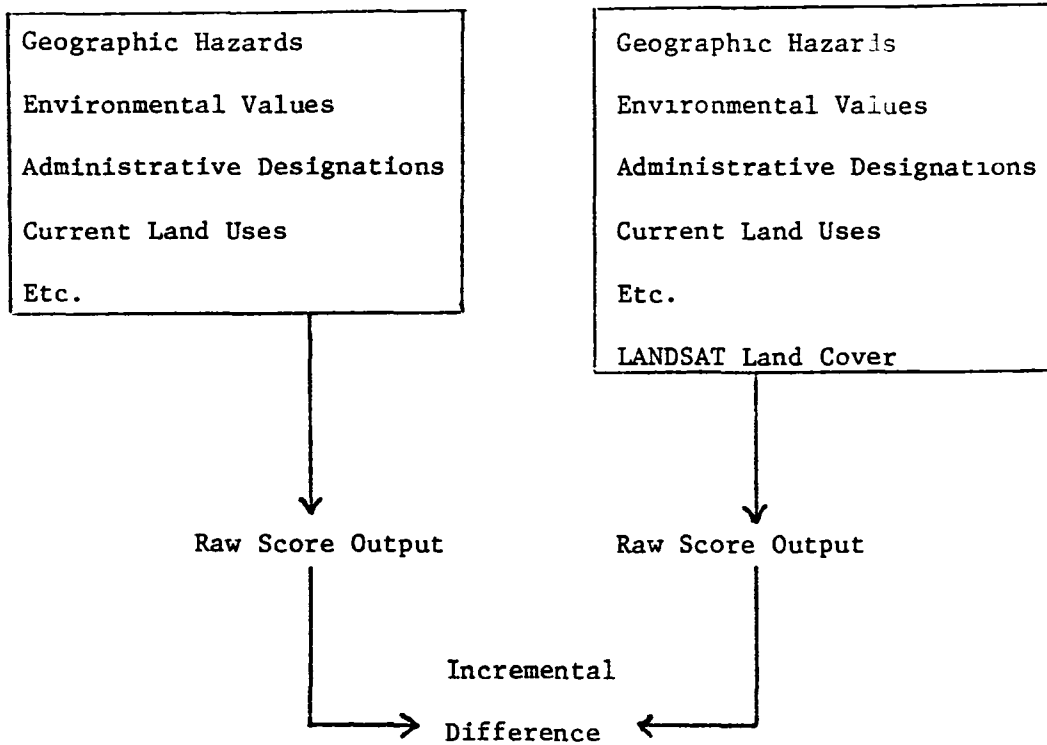 Geographic Hazards
Environmental Values
Administrative Designations
Current Land Uses
Etc.
Geographic Hazards
Environmental Values
Administrative Designations
Current Land Uses
Etc.
LANDSAT Land Cover
Raw Score Output
Raw Score Output
Incremental
Difference